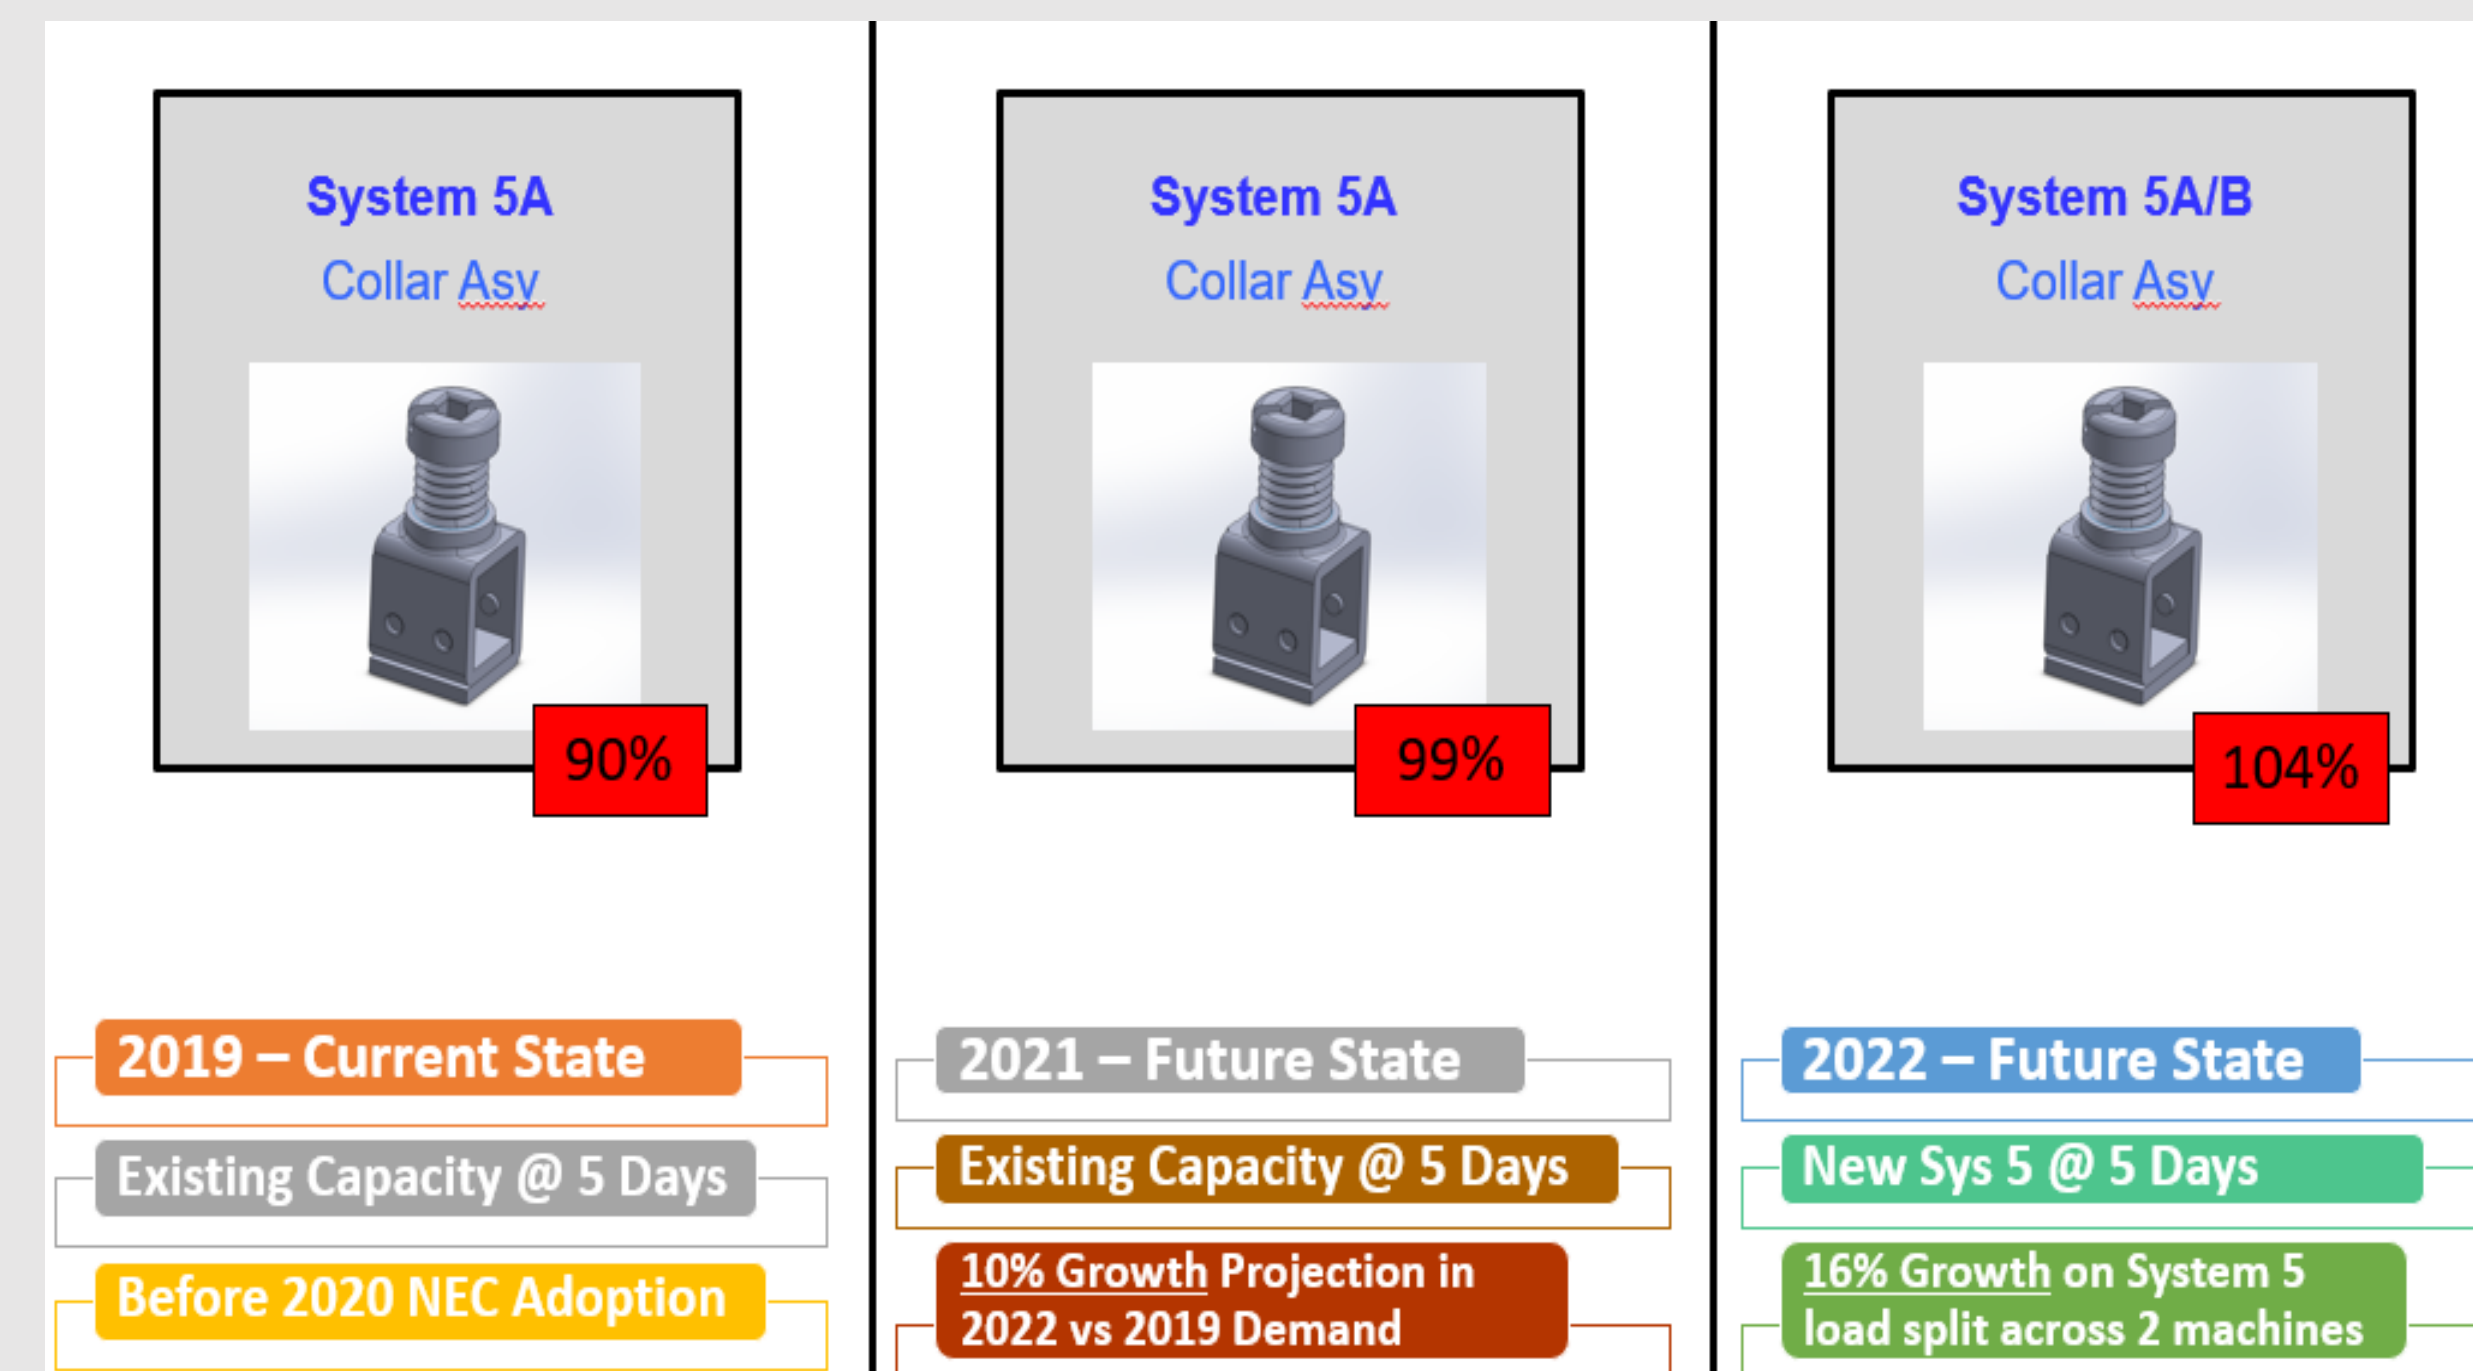 System 5A
Collar Asy
90%
2019 – Current State
Existing Capacity @ 5 Days
Before 2020 NEC Adoption
System 5A
Collar Asy
99%
2021 – Future State
Existing Capacity @ 5 Days
10% Growth Projection in
2022 vs 2019 Demand
System 5A/B
Collar Asy
104%
2022 – Future State
New Sys 5 @ 5 Days
16% Growth on System 5
load split across 2 machines